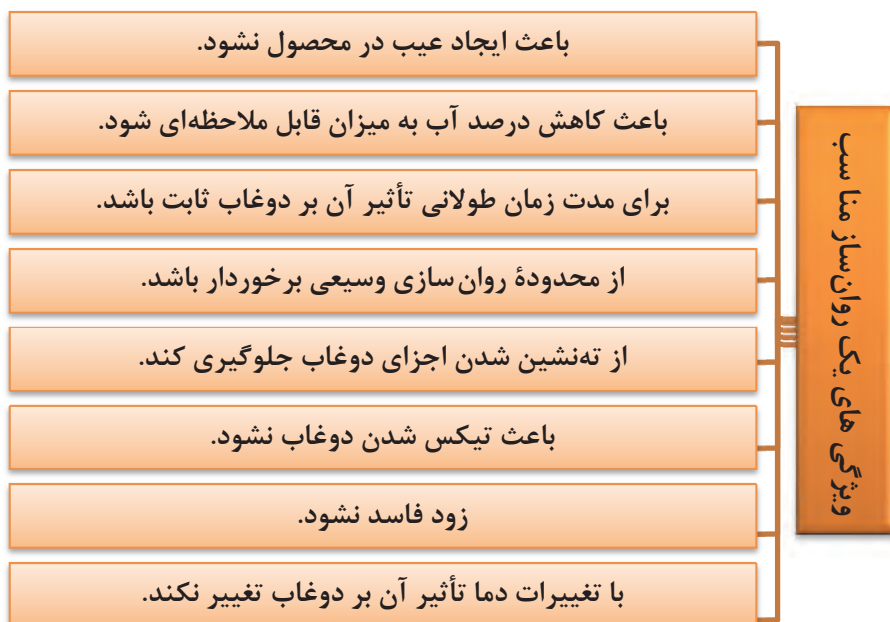 ویژگی های یک روان‌ساز منا سب
باعث ایجاد عیب در محصول نشود.
باعث کاهش درصد آب به میزان قابل ملاحظه‌ای شود.
برای مدت زمان طولانی تأثیر آن بر دوغاب ثابت باشد.
از محدودۀ روان‌سازی وسیعی برخوردار باشد.
از ته‌نشین شدن اجزای دوغاب جلوگیری کند.
باعث تیکس شدن دوغاب نشود.
زود فاسد نشود.
با تغییرات دما تأثیر آن بر دوغاب تغییر نکند.